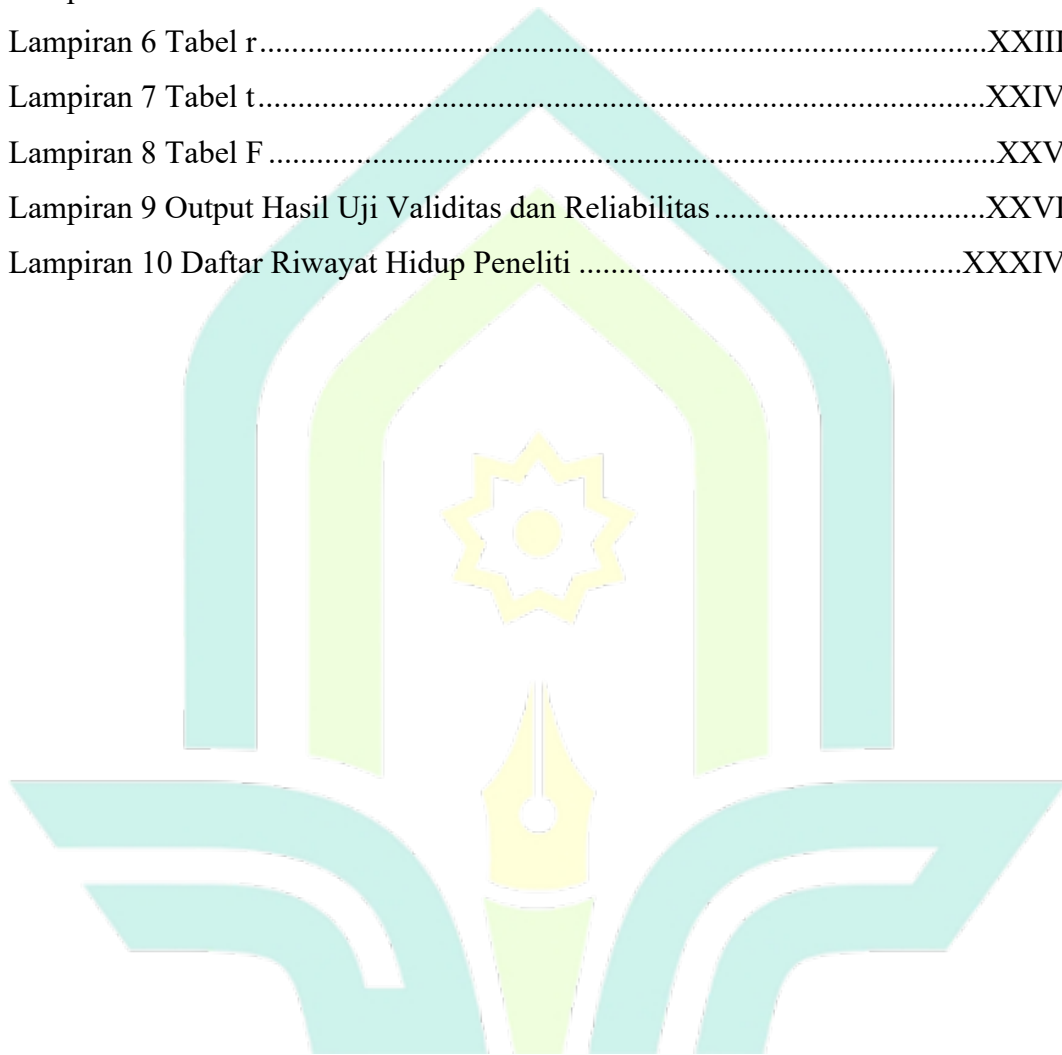 Lampiran 6 Tabel r....................................................................................................XXIII
Lampiran 7 Tabel t....................................................................................................XXIV
Lampiran 8 Tabel F....................................................................................................XXV
Lampiran 9 Output Hasil Uji Validitas dan Reliabilitas.................................XXVI
Lampiran 10 Daftar Riwayat Hidup Peneliti ...............................................XXXIV